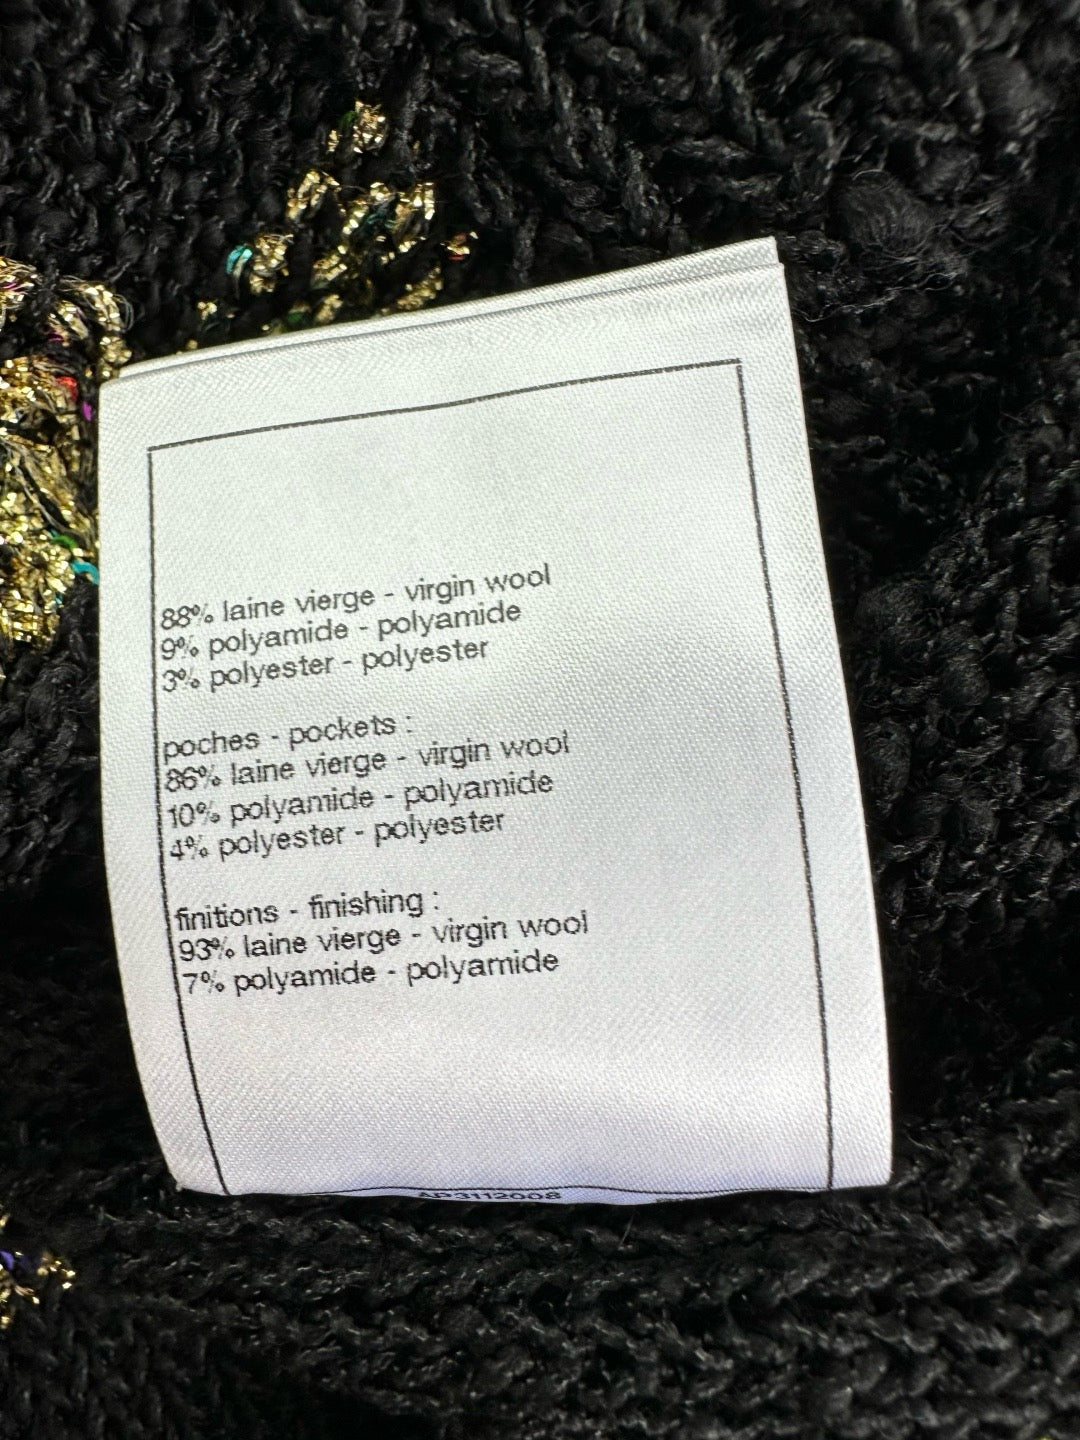 88% laine vierge - virgin wool
9% polyamide - polyamide
3% polyester - polyester
poches - pockets :
86% laine vierge - virgin wool
10% polyamide - polyamide
4% polyester - polyester
finitions - finishing :
93% laine vierge - virgin wool
7% polyamide - polyamide